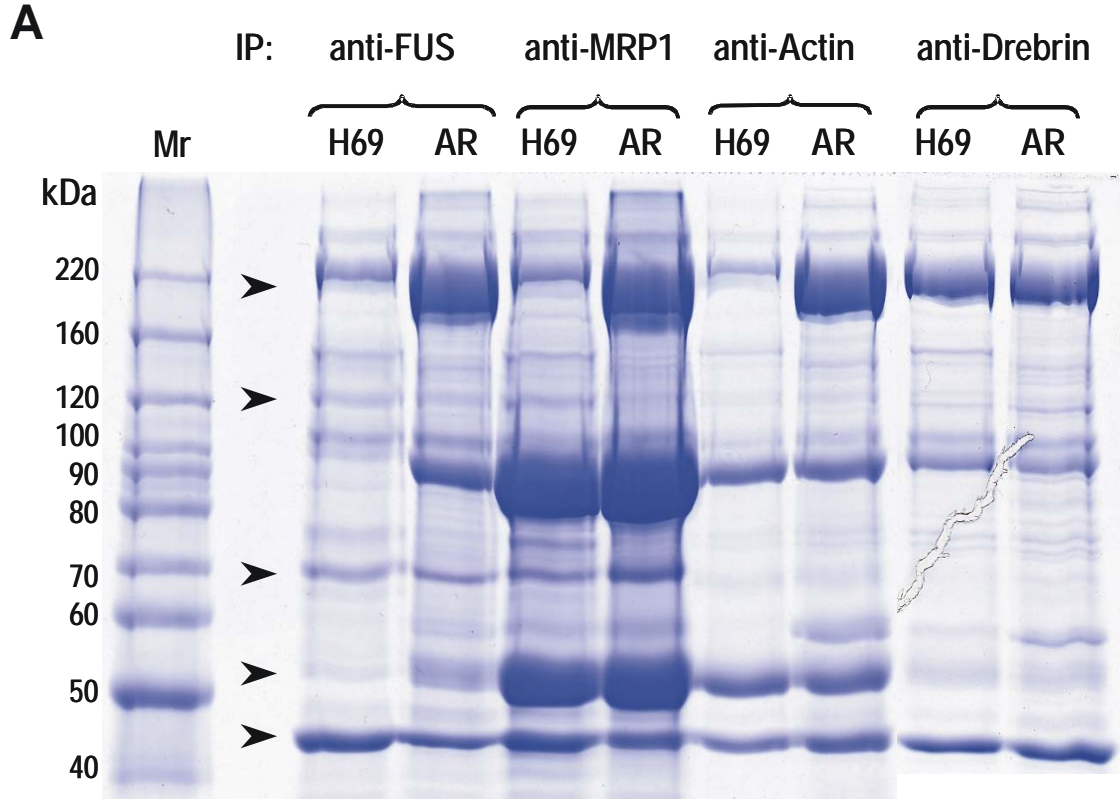 A
IP: anti-FUS anti-MRP1 anti-Actin anti-Drebrin
Mr H69 AR H69 AR H69 AR H69 AR
kDa
220
160
120
100
90
80
70
60
50
40